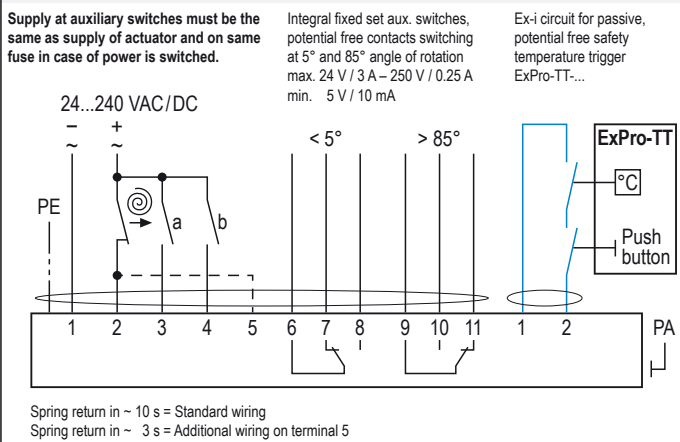 Supply at auxiliary switches must be the
same as supply of actuator and on same
fuse in case of power is switched.
Integral fixed set aux. switches,
potential free contacts switching
at 5° and 85° angle of rotation
max. 24 V / 3 A – 250 V / 0.25 A
min. 5 V / 10 mA
Ex-i circuit for passive,
potential free safety
temperature trigger
ExPro-TT-...
24...240 VAC/DC
– +
~ ~
< 5° > 85°
ExPro-TT
°C
PE
a b
Push
button
1 2 3 4 5 6 7 8 9 10 11 1 2 PA
Spring return in ~ 10 s = Standard wiring
Spring return in ~ 3 s = Additional wiring on terminal 5